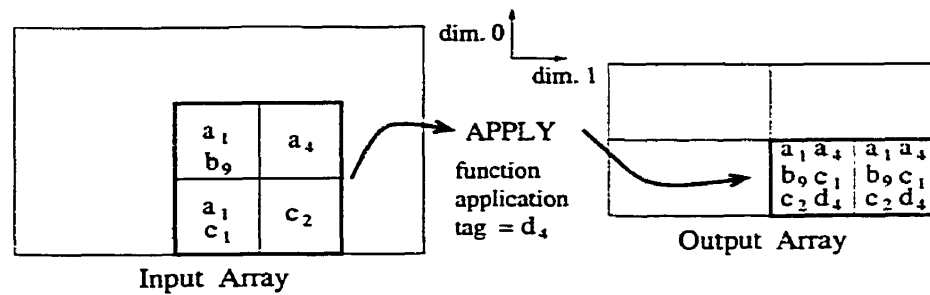 dim. 0
dim. 1
a₁
b₉
a₄
a₁
c₁
c₂
APPLY
function
application
tag = d₄
a₁ a₄ a₁ a₄
b₉ c₁ b₉ c₁
c₂ d₄ c₂ d₄
Input Array
Output Array